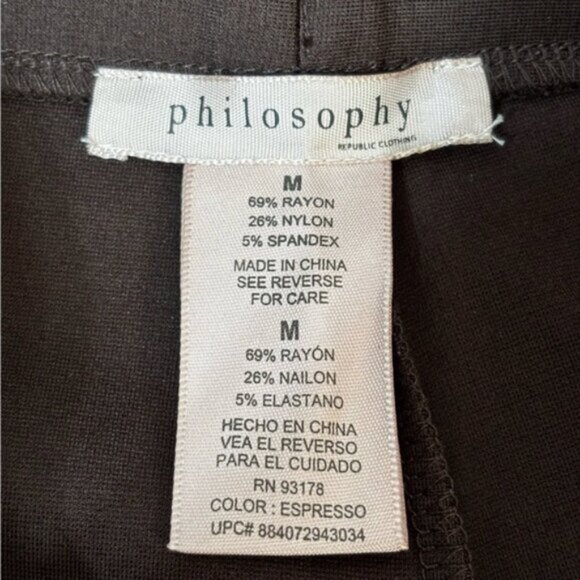 philosophy
REPUBLIC CLOTHING
M
69% RAYON
26% NYLON
5% SPANDEX
MADE IN CHINA
SEE REVERSE
FOR CARE
M
69% RAYÓN
26% NAILON
5% ELASTANO
HECHO EN CHINA
VEA EL REVERSO
PARA EL CUIDADO
RN 93178
COLOR : ESPRESSO
UPC# 884072943034